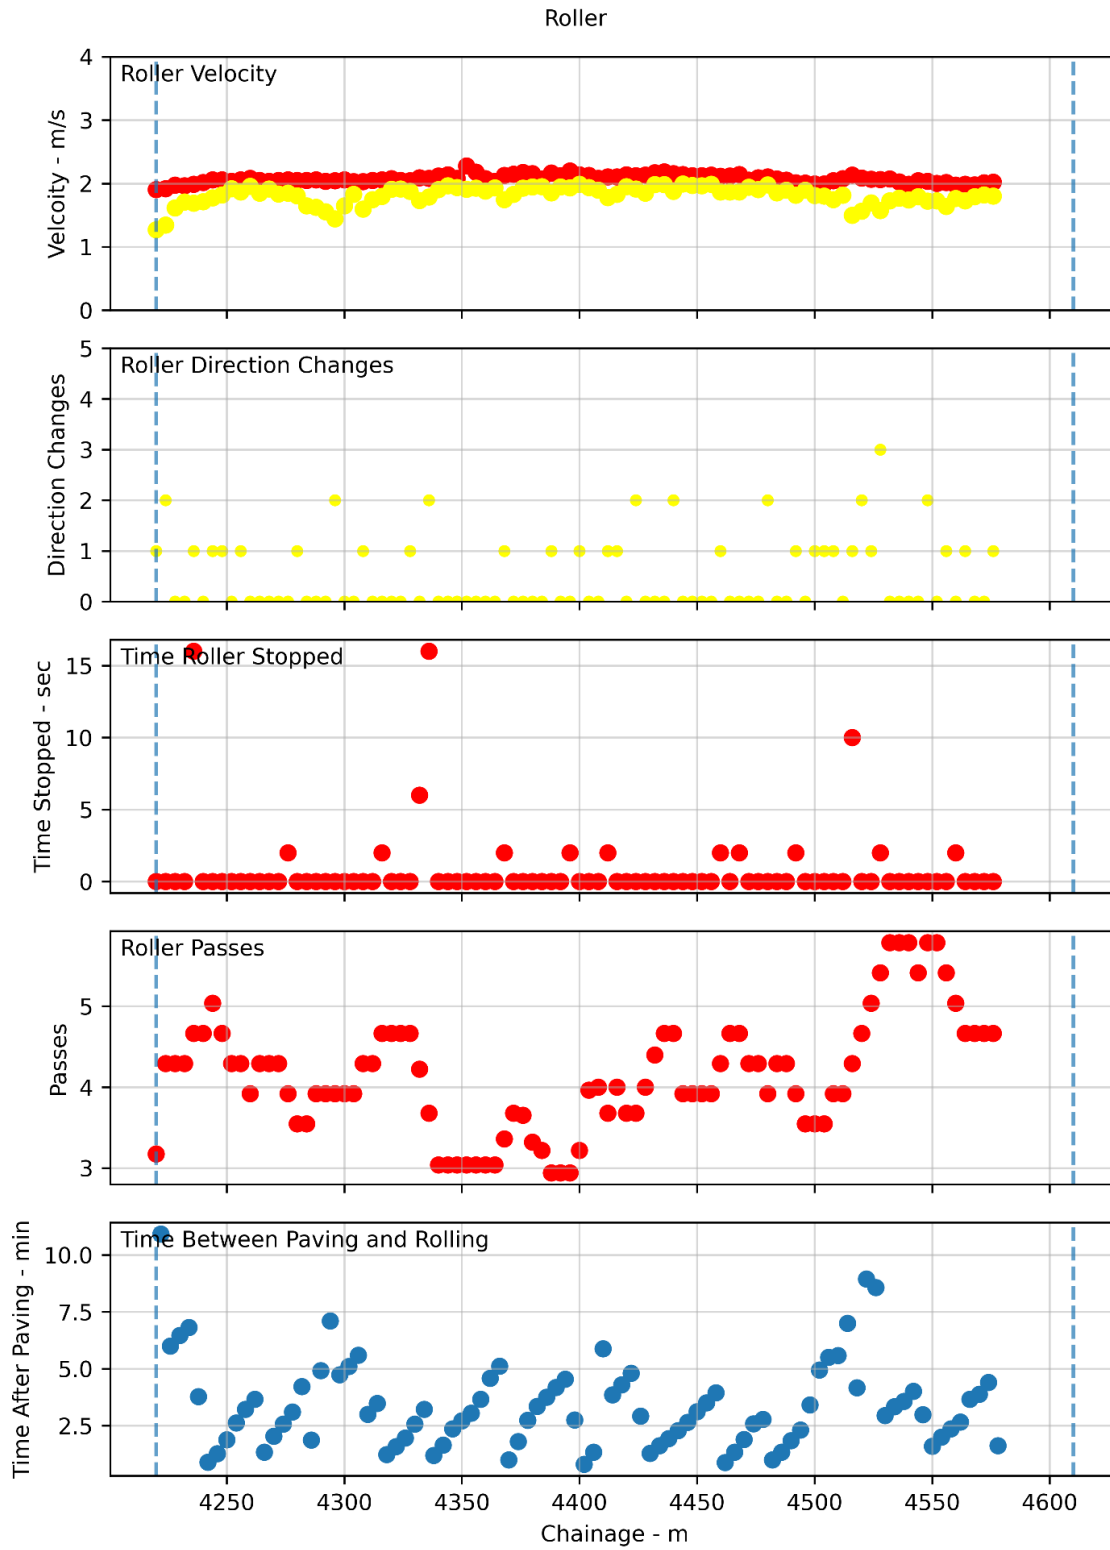 Roller
Roller Velocity
Velcoity - m/s
4
3
2
1
0
Roller Direction Changes
Direction Changes
5
4
3
2
1
0
Time Roller Stopped
Time Stopped - sec
15
10
5
0
Roller Passes
Passes
5
4
3
Time Between Paving and Rolling
Time After Paving - min
10.0
7.5
5.0
2.5
4250 4300 4350 4400 4450 4500 4550 4600
Chainage - m